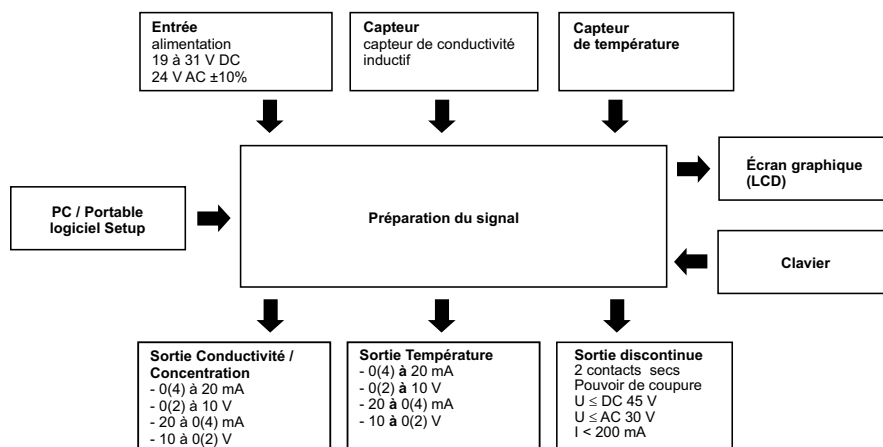 Entrée
alimentation
19 à 31 V DC
24 V AC ±10%
Capteur
capteur de conductivité
inductif
Capteur
de température
PC / Portable
logiciel Setup
Préparation du signal
Écran graphique
(LCD)
Clavier
Sortie Conductivité /
Concentration
- 0(4) à 20 mA
- 0(2) à 10 V
- 20 à 0(4) mA
- 10 à 0(2) V
Sortie Température
- 0(4) à 20 mA
- 0(2) à 10 V
- 20 à 0(4) mA
- 10 à 0(2) V
Sortie discontinue
2 contacts secs
Pouvoir de coupure
U ≤ DC 45 V
U ≤ AC 30 V
I < 200 mA